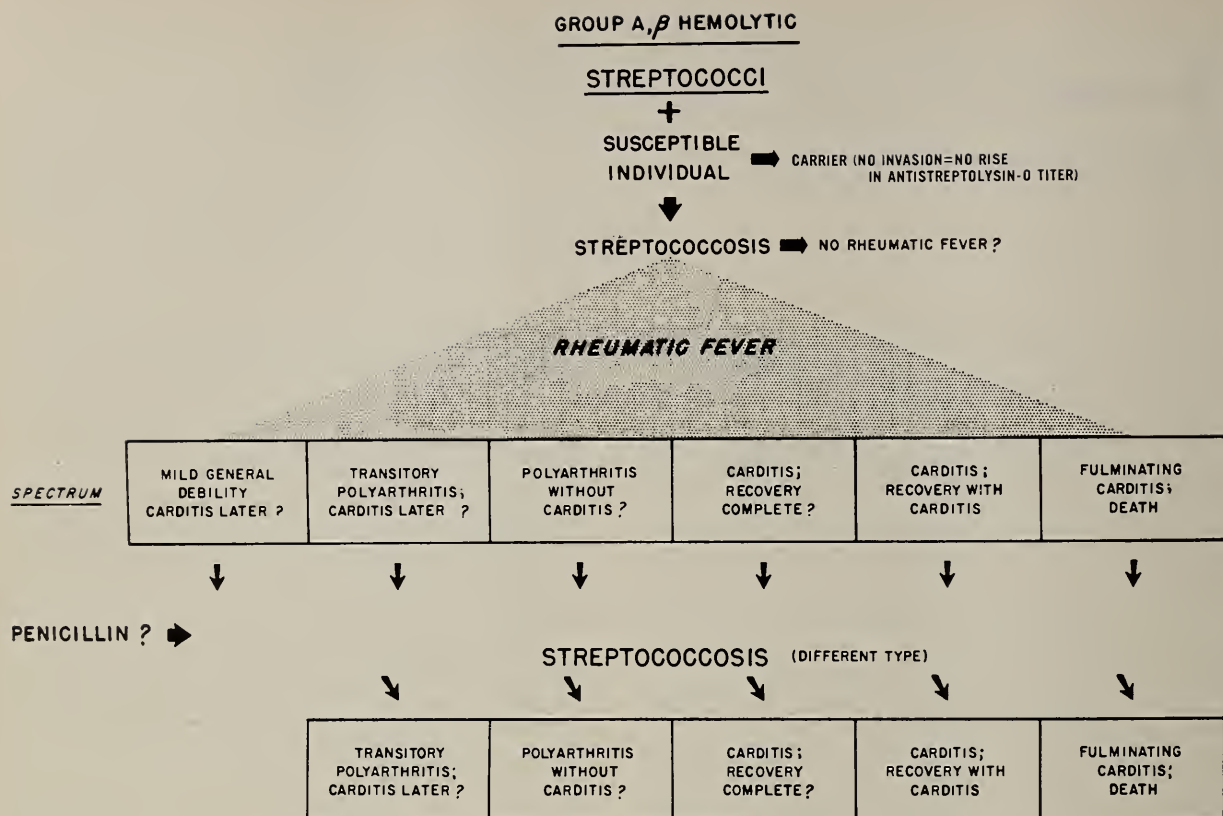 GROUP A, β HEMOLYTIC
STREPTOCOCCI
+
SUSCEPTIBLE
INDIVIDUAL
CARRIER (NO INVASION=NO RISE
IN ANTISTREPTOLYSIN-O TITER)
STREPTOCOCCOSIS
NO RHEUMATIC FEVER?
RHEUMATIC FEVER
SPECTRUM
MILD GENERAL
DEBILITY
CARDITIS LATER ?
TRANSITORY
POLYARTHRITIS;
CARDITIS LATER ?
POLYARTHRITIS
WITHOUT
CARDITIS ?
CARDITIS;
RECOVERY
COMPLETE?
CARDITIS;
RECOVERY WITH
CARDITIS
FULMINATING
CARDITIS;
DEATH
PENICILLIN ?
STREPTOCOCCOSIS (DIFFERENT TYPE)
TRANSITORY
POLYARTHRITIS;
CARDITIS LATER ?
POLYARTHRITIS
WITHOUT
CARDITIS ?
CARDITIS;
RECOVERY
COMPLETE?
CARDITIS;
RECOVERY WITH
CARDITIS
FULMINATING
CARDITIS;
DEATH